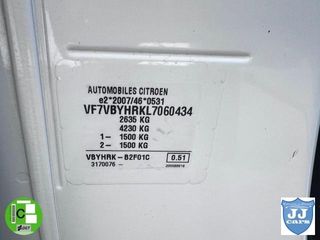 AUTOMOBILES CITROEN
e2*2007/46*0531
VF7VBYHRKL7060434
2635 KG
4230 KG
1- 1500 KG
2- 1500 KG
VBYHRK-B2F01C 0.51
3170076 -
JJ
cars